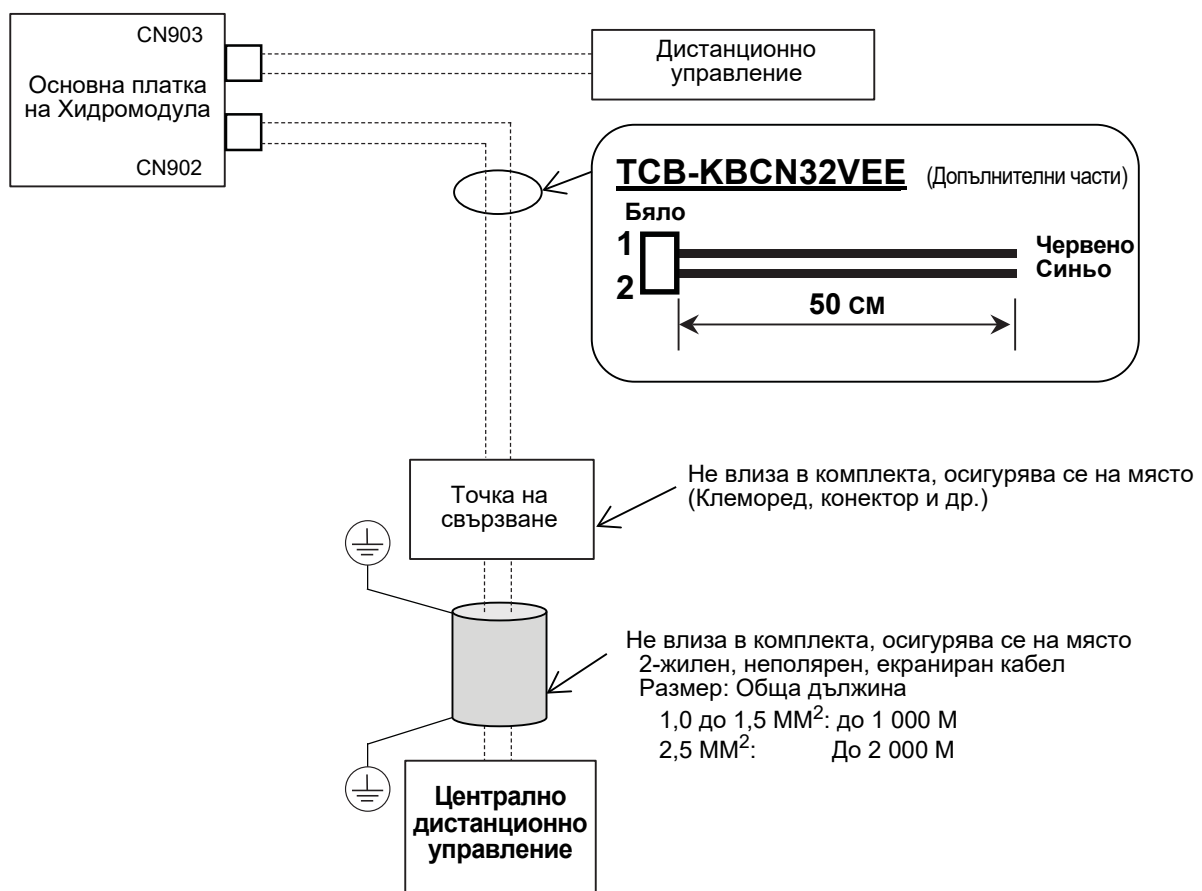 CN903
Основна платка
на Хидромодула
CN902
Дистанционно
управление
TCB-KBCN32VEE (Допълнителни части)
Бяло
1
2
Червено
Синьо
50 см
Точка на
свързване
Не влиза в комплекта, осигурява се на място
(Клеморед, конектор и др.)
Не влиза в комплекта, осигурява се на място
2-жилен, неполярен, екраниран кабел
Размер: Обща дължина
1,0 до 1,5 ММ²: до 1 000 М
2,5 ММ²: До 2 000 М
Централно
дистанционно
управление